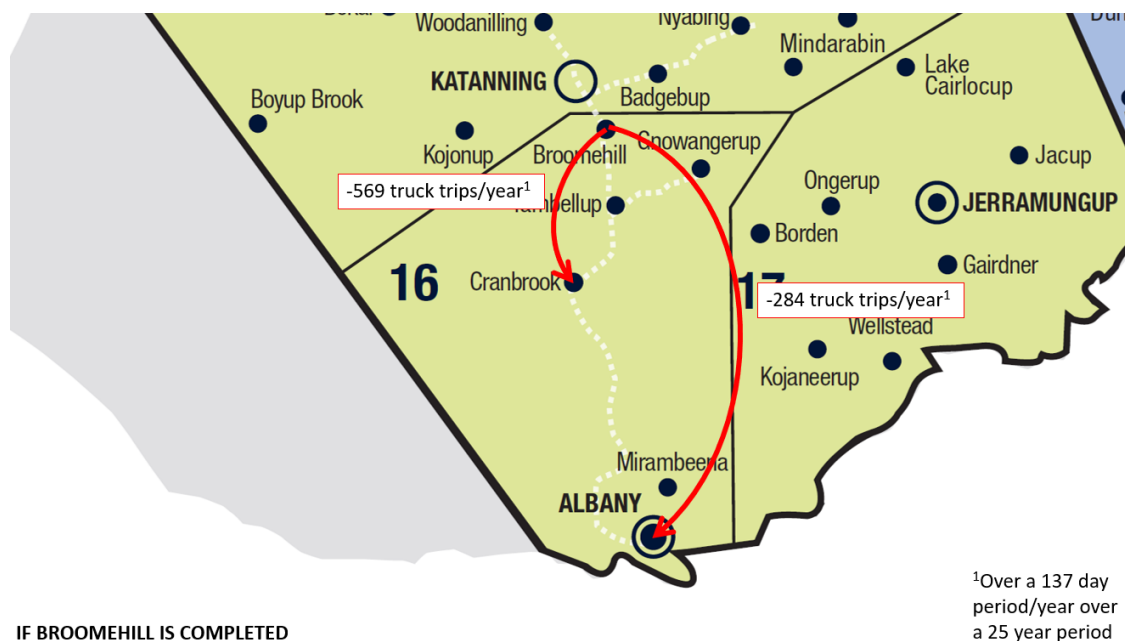 Woodanilling
Nyabing
Mindarabin
KATANNING
Lake
Cairlocup
Badgebup
Boyup Brook
Kojonup
Broomehill
Gnowangerup
Jacup
-569 truck trips/year¹
Ongerup
JERRAMUNGUP
Borden
16
Cranbrook
Gairdner
17
-284 truck trips/year¹
Wellstead
Kojaneerup
Mirambeena
ALBANY
¹Over a 137 day
period/year over
a 25 year period
IF BROOMEHILL IS COMPLETED